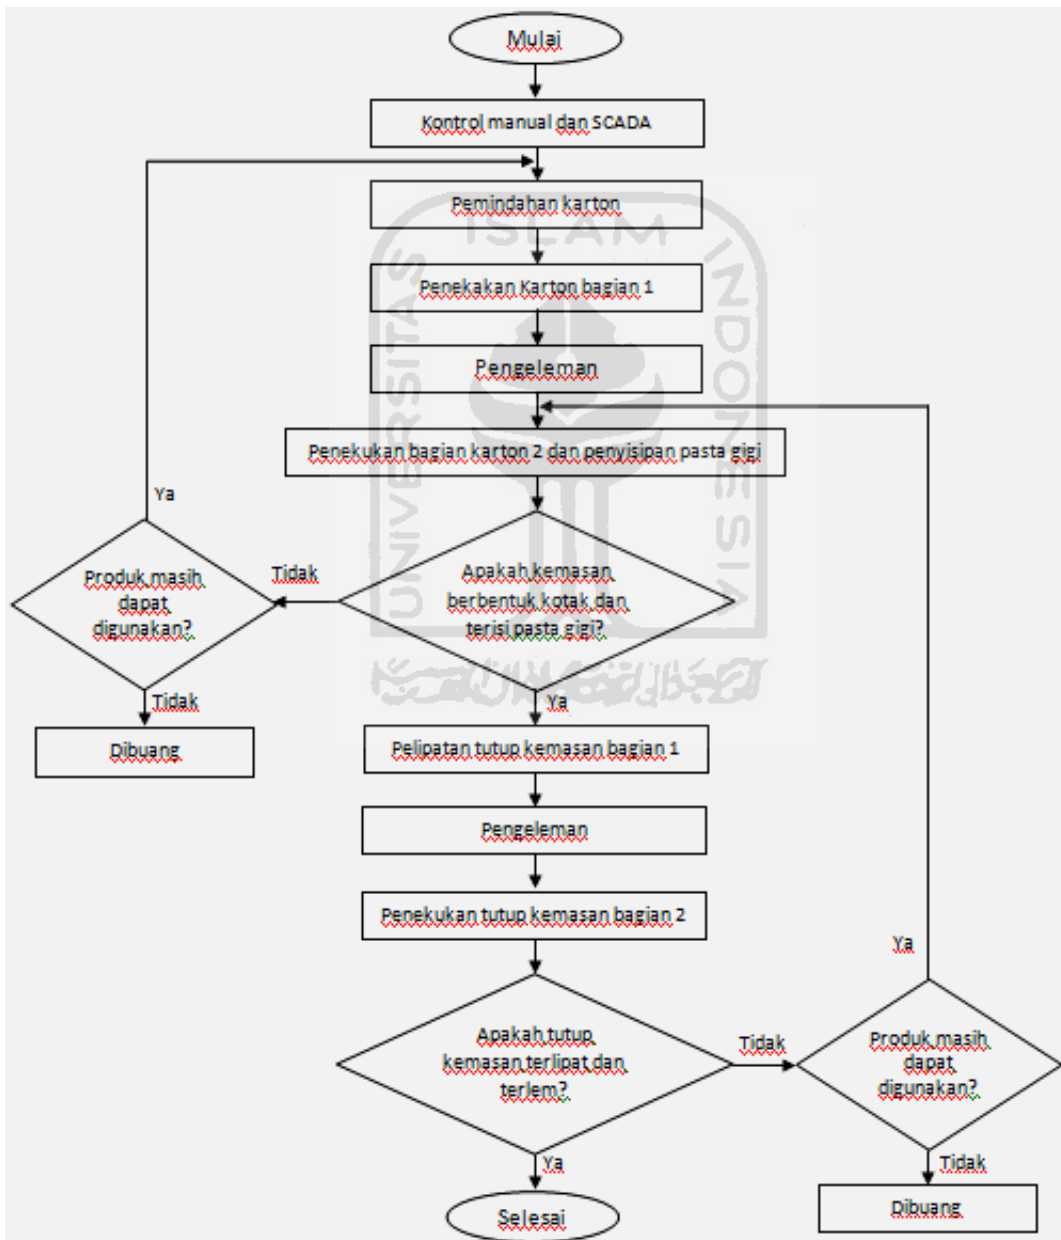 Mulai
Kontrol manual dan SCADA
Pemindahan karton
Penekakan Karton bagian 1
Pengeleman
Penekukan bagian karton 2 dan penyisipan pasta gigi
Ya
Produk masih
dapat
digunakan?
Tidak
Apakah kemasan
berbentuk kotak dan
terisi pasta gigi?
Tidak
Dibuang
Ya
Pelipatan tutup kemasan bagian 1
Pengeleman
Penekukan tutup kemasan bagian 2
Ya
Apakah tutup
kemasan terlipat dan
terlem?
Tidak
Produk masih
dapat
digunakan?
Ya
Tidak
Selesai
Dibuang
UNIVERSITAS
ISLAM
INDONESIA